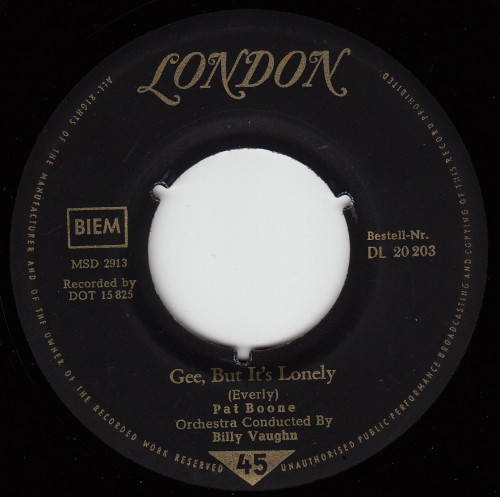 LONDON
ALL RIGHTS OF THE MANUFACTURER AND OF THE OWNER OF THE RECORDED WORK RESERVED
UNAUTHORISED PUBLIC PERFORMANCE BROADCASTING AND COPYING OF THIS RECORD PROHIBITED
BIEM
MSD 2913
Recorded by
DOT 15 825
Bestell-Nr.
DL 20 203
Gee, But It's Lonely
(Everly)
Pat Boone
Orchestra Conducted By
Billy Vaughn
45